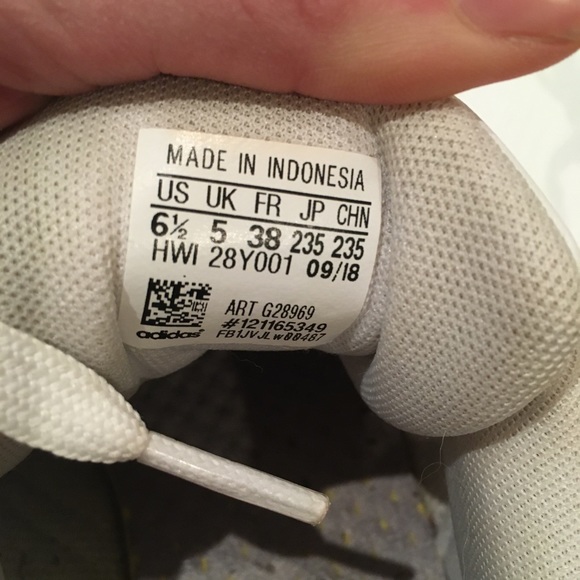 MADE IN INDONESIA
US UK FR JP CHN
6½ 5 38 235 235
HWI 28Y001 09/18
ART G28969
#121165349
adidas FB1JVJLw00487